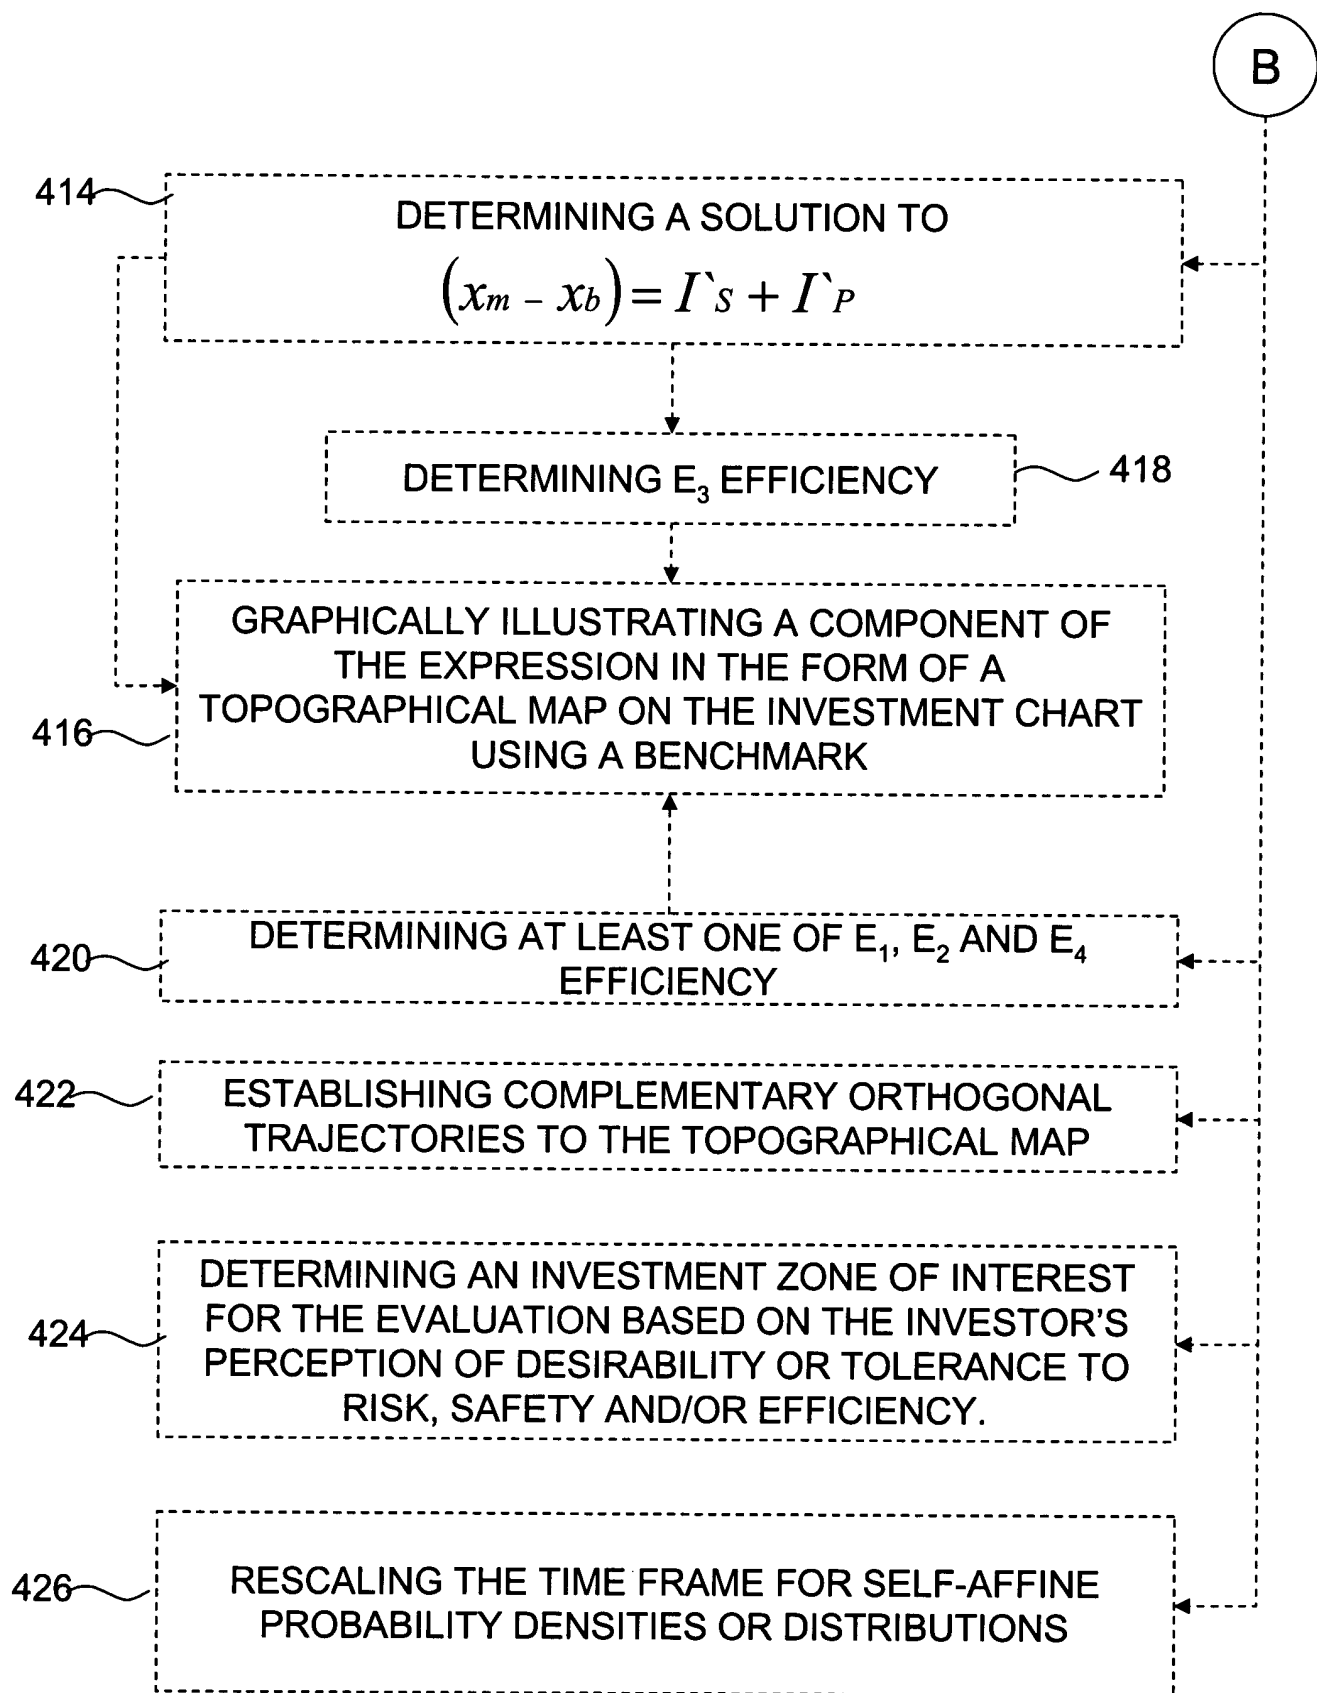 B
414
DETERMINING A SOLUTION TO
(xm - xb) = I`S + I`P
DETERMINING E3 EFFICIENCY
418
GRAPHICALLY ILLUSTRATING A COMPONENT OF
THE EXPRESSION IN THE FORM OF A
TOPOGRAPHICAL MAP ON THE INVESTMENT CHART
USING A BENCHMARK
416
DETERMINING AT LEAST ONE OF E1, E2 AND E4
EFFICIENCY
420
ESTABLISHING COMPLEMENTARY ORTHOGONAL
TRAJECTORIES TO THE TOPOGRAPHICAL MAP
422
DETERMINING AN INVESTMENT ZONE OF INTEREST
FOR THE EVALUATION BASED ON THE INVESTOR'S
PERCEPTION OF DESIRABILITY OR TOLERANCE TO
RISK, SAFETY AND/OR EFFICIENCY.
424
RESCALING THE TIME FRAME FOR SELF-AFFINE
PROBABILITY DENSITIES OR DISTRIBUTIONS
426